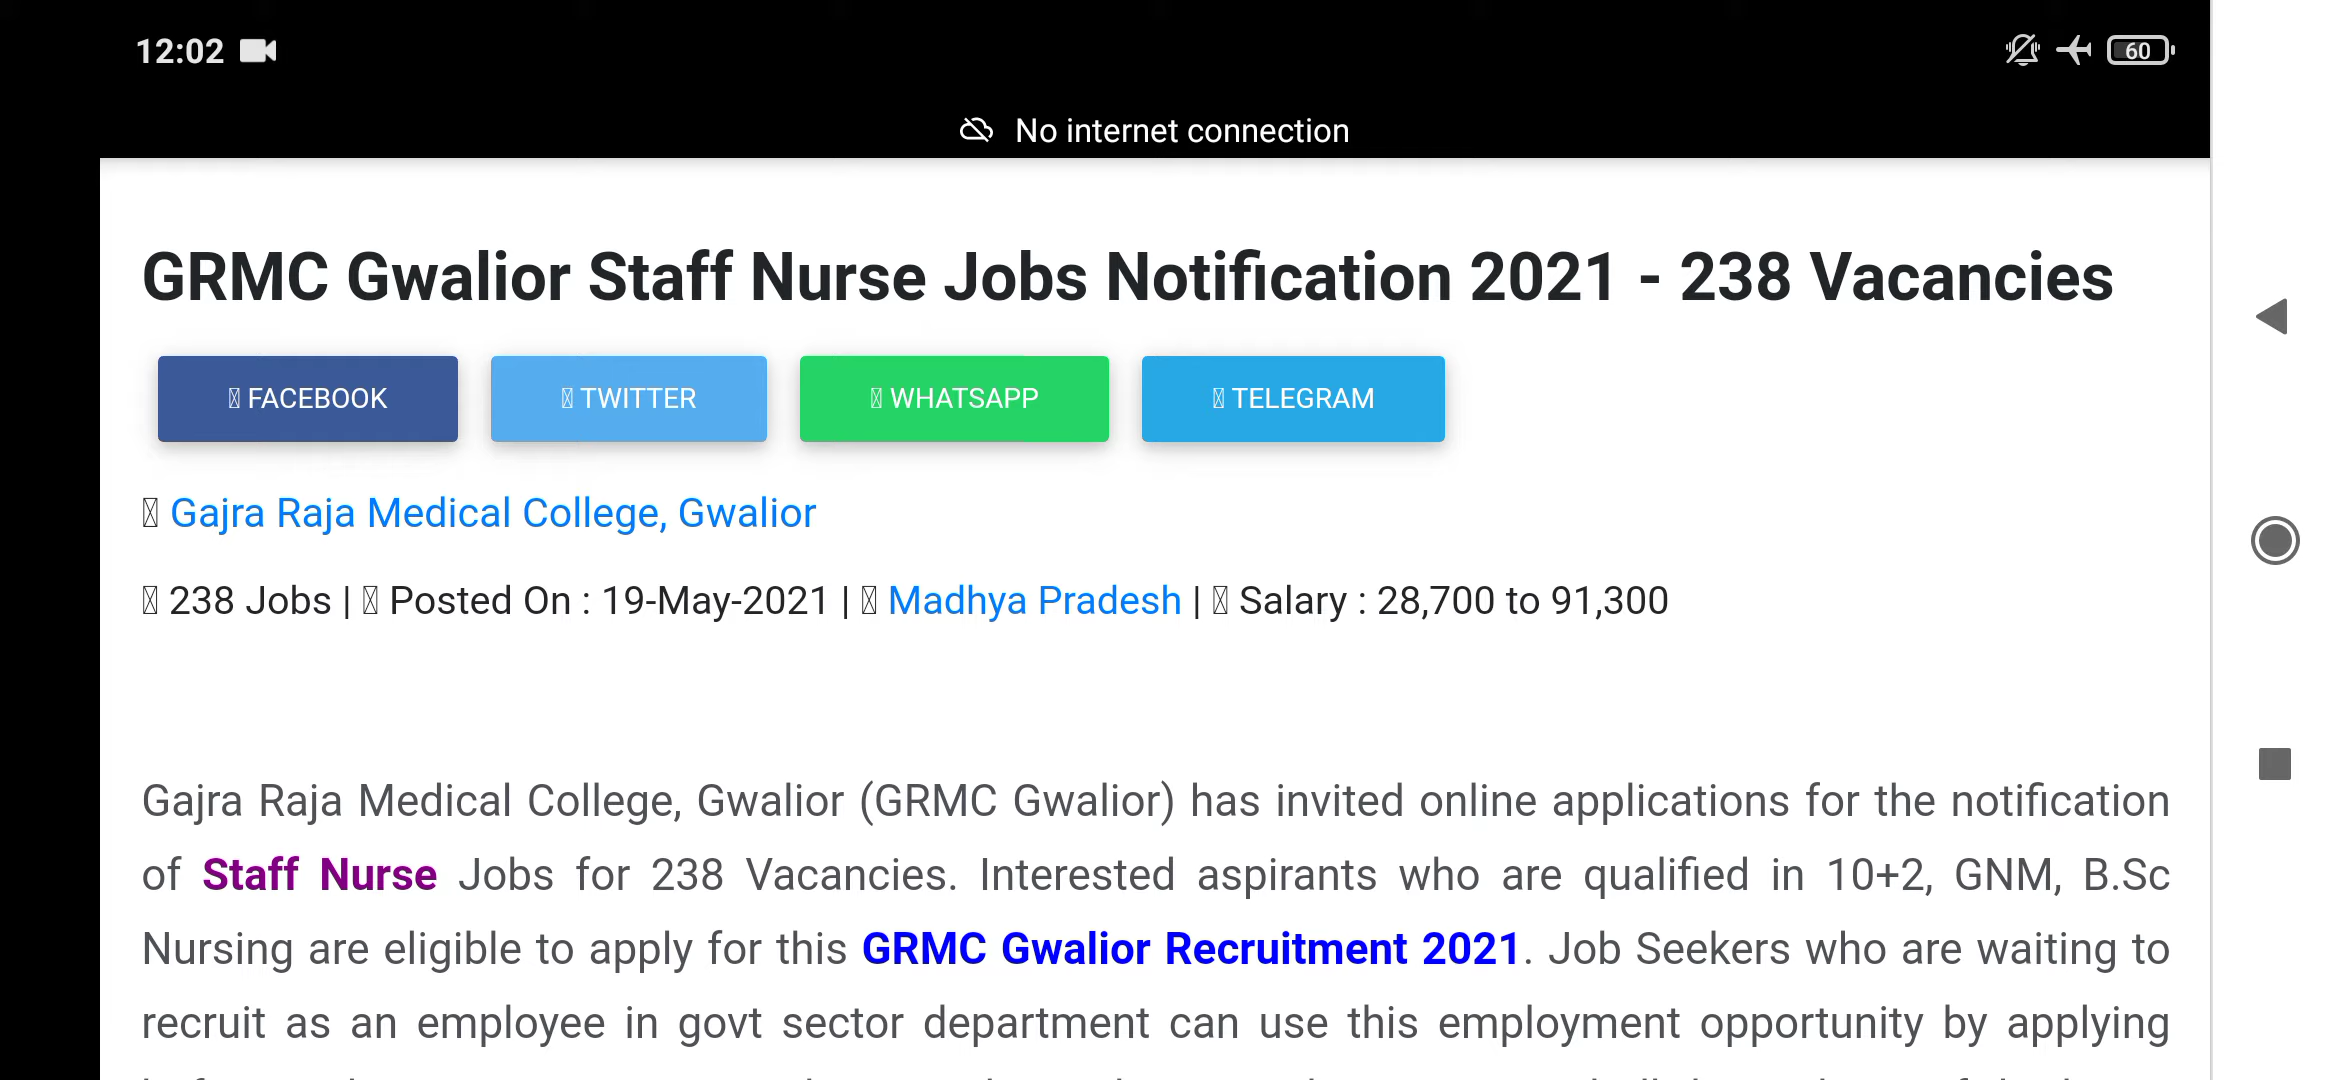 12:02
60
No internet connection
GRMC Gwalior Staff Nurse Jobs Notification 2021 - 238 Vacancies
FACEBOOK TWITTER WHATSAPP TELEGRAM
Gajra Raja Medical College, Gwalior
238 Jobs | Posted On : 19-May-2021 | Madhya Pradesh | Salary : 28,700 to 91,300
Gajra Raja Medical College, Gwalior (GRMC Gwalior) has invited online applications for the notification
of Staff Nurse Jobs for 238 Vacancies. Interested aspirants who are qualified in 10+2, GNM, B.Sc
Nursing are eligible to apply for this GRMC Gwalior Recruitment 2021. Job Seekers who are waiting to
recruit as an employee in govt sector department can use this employment opportunity by applying